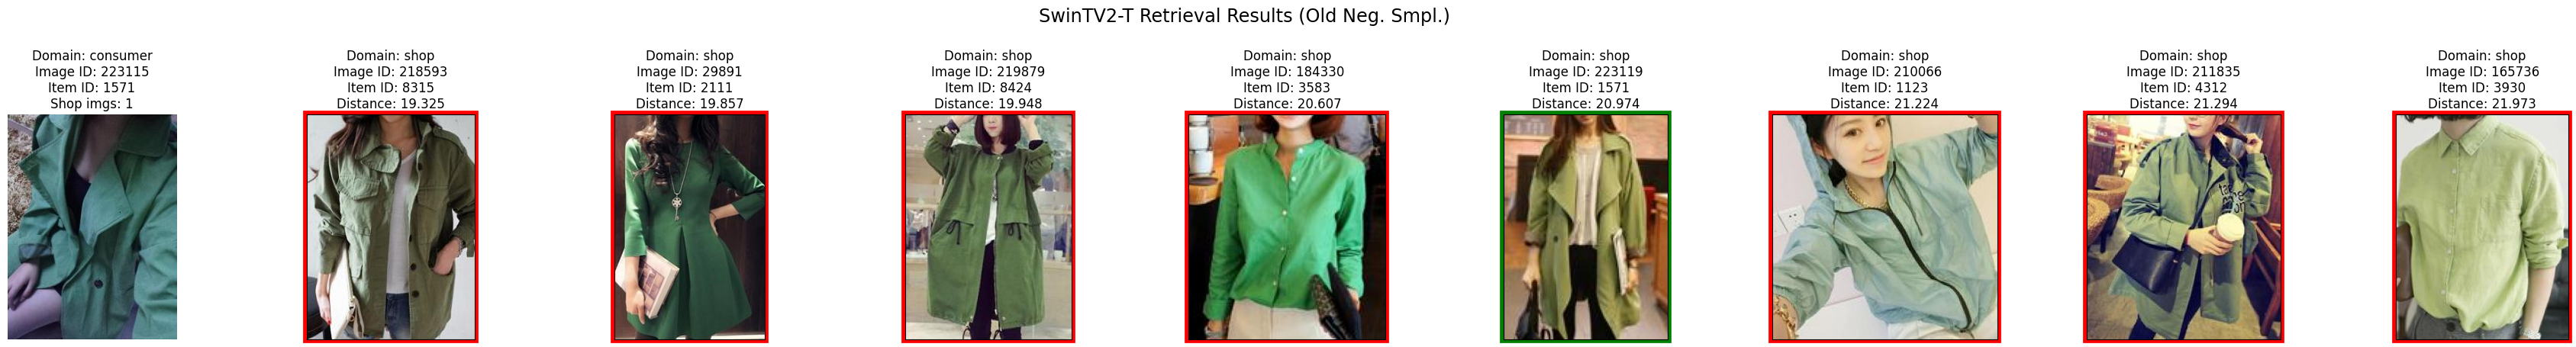 SwinTV2-T Retrieval Results (Old Neg. Smpl.)
Domain: consumer
Image ID: 223115
Item ID: 1571
Shop imgs: 1
Domain: shop
Image ID: 218593
Item ID: 8315
Distance: 19.325
Domain: shop
Image ID: 29891
Item ID: 2111
Distance: 19.857
Domain: shop
Image ID: 219879
Item ID: 8424
Distance: 19.948
Domain: shop
Image ID: 184330
Item ID: 3583
Distance: 20.607
Domain: shop
Image ID: 223119
Item ID: 1571
Distance: 20.974
Domain: shop
Image ID: 210066
Item ID: 1123
Distance: 21.224
Domain: shop
Image ID: 211835
Item ID: 4312
Distance: 21.294
Domain: shop
Image ID: 165736
Item ID: 3930
Distance: 21.973